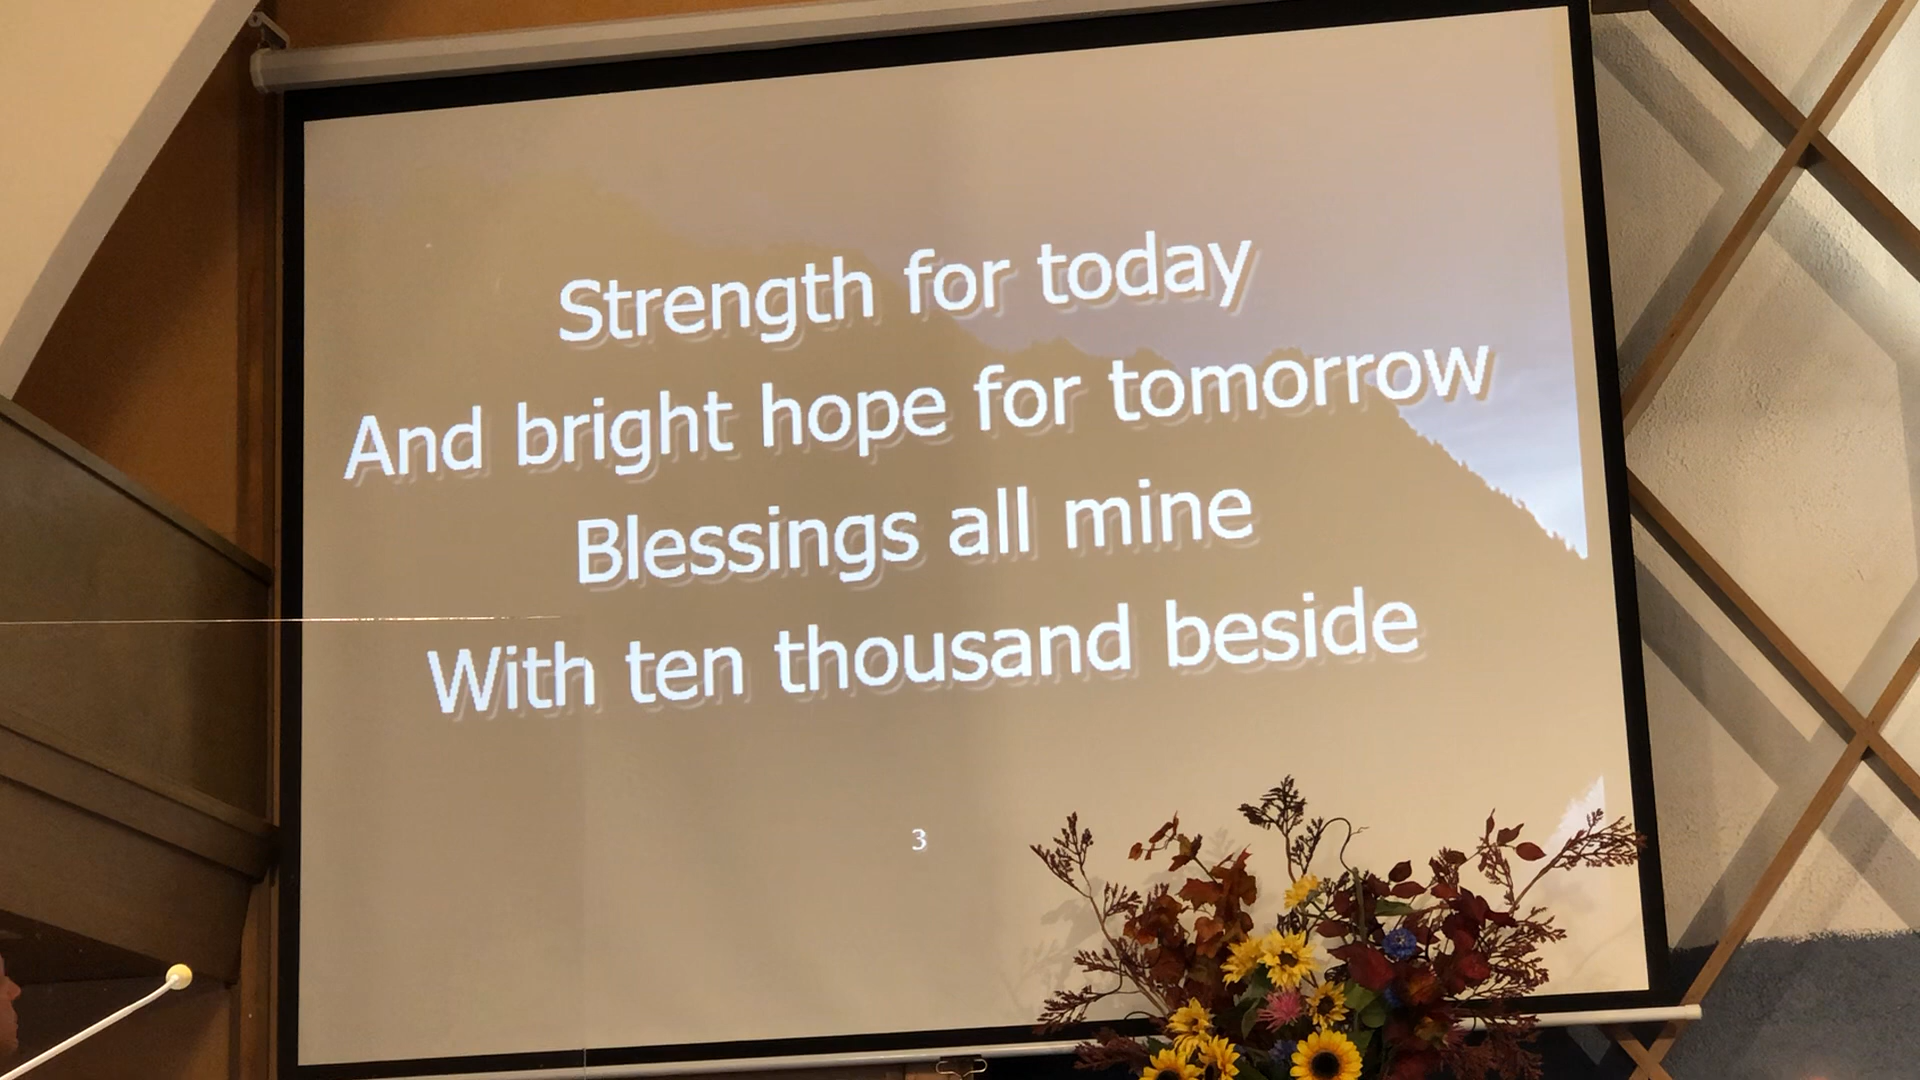 Strength for today
And bright hope for tomorrow
Blessings all mine
With ten thousand beside
3